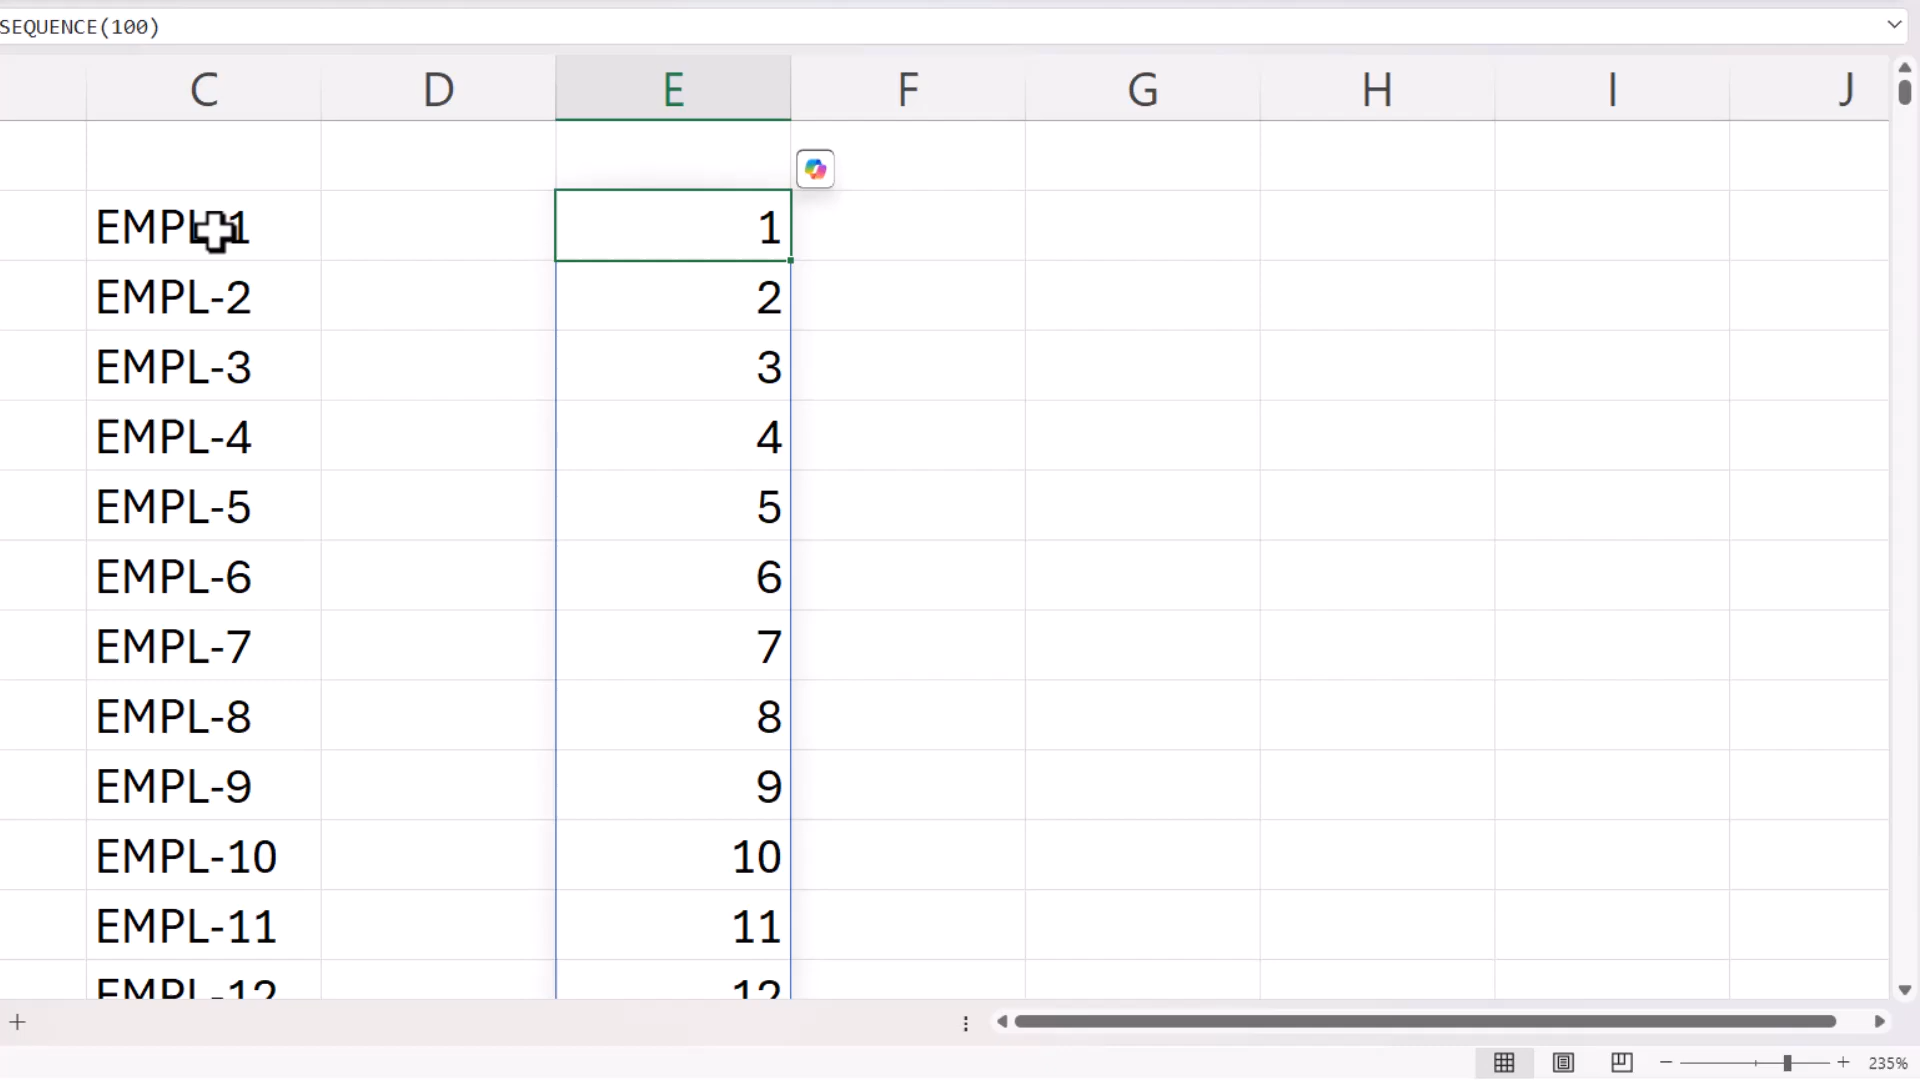 SEQUENCE(100)
C D E F G H I J
EMPL-1 1
EMPL-2 2
EMPL-3 3
EMPL-4 4
EMPL-5 5
EMPL-6 6
EMPL-7 7
EMPL-8 8
EMPL-9 9
EMPL-10 10
EMPL-11 11
EMPL-12 12
235%